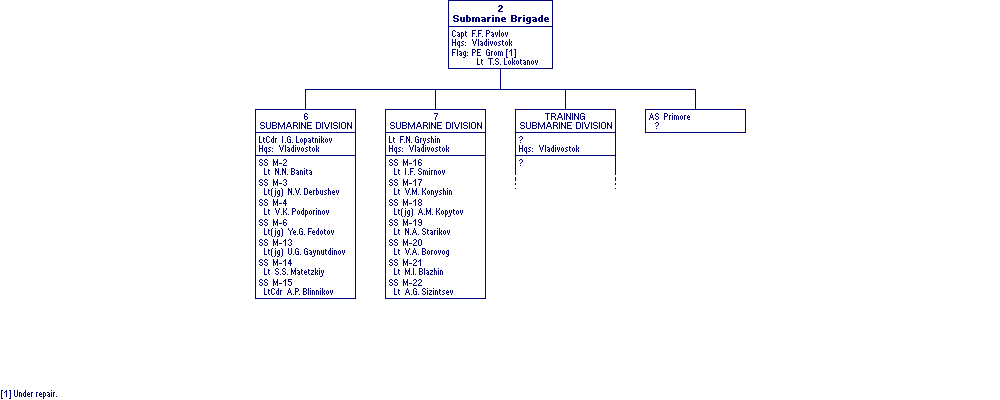 2
Submarine Brigade
Capt F.F. Pavlov
Hqs: Vladivostok
Flag: PE Grom [1]
Lt T.S. Lokotanov
6
SUBMARINE DIVISION
LtCdr I.G. Lopatnikov
Hqs: Vladivostok
SS M-2
Lt N.N. Banita
SS M-3
Lt(jg) N.V. Derbushev
SS M-4
Lt V.K. Podporinov
SS M-6
Lt(jg) Ye.G. Fedotov
SS M-13
Lt(jg) U.G. Gaynutdinov
SS M-14
Lt S.S. Matetzkiy
SS M-15
LtCdr A.P. Blinnikov
7
SUBMARINE DIVISION
Lt F.N. Gryshin
Hqs: Vladivostok
SS M-16
Lt I.F. Smirnov
SS M-17
Lt V.M. Konyshin
SS M-18
Lt(jg) A.M. Kopytov
SS M-19
Lt N.A. Starikov
SS M-20
Lt V.A. Borovog
SS M-21
Lt M.I. Blazhin
SS M-22
Lt A.G. Sizintsev
TRAINING
SUBMARINE DIVISION
?
Hqs: Vladivostok
?
AS Primore
?
[1] Under repair.